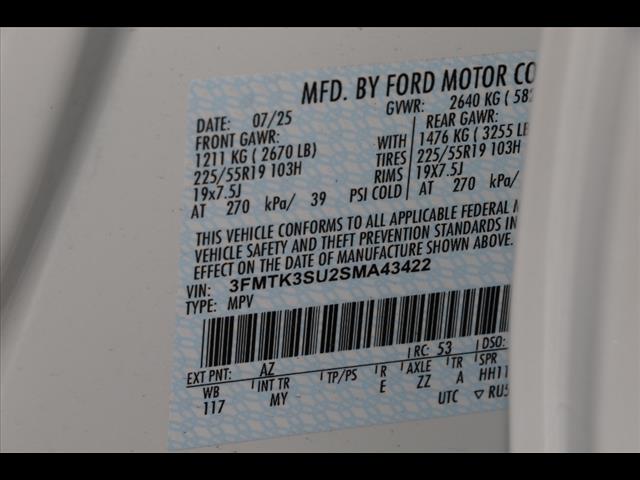 MFD. BY FORD MOTOR CO
DATE: 07/25 GVWR: 2640 KG ( 58
FRONT GAWR: REAR GAWR:
1211 KG ( 2670 LB) WITH 1476 KG ( 3255 LB
225/55R19 103H TIRES 225/55R19 103H
19x7.5J RIMS 19X7.5J
AT 270 kPa/ 39 PSI COLD AT 270 kPa/
THIS VEHICLE CONFORMS TO ALL APPLICABLE FEDERAL
VEHICLE SAFETY AND THEFT PREVENTION STANDARDS IN
EFFECT ON THE DATE OF MANUFACTURE SHOWN ABOVE.
VIN: 3FMTK3SU2SMA43422
TYPE: MPV
EXT PNT: AZ RC: 53 DSO:
WB INT TR TP/PS R AXLE TR SPR
117 MY E ZZ A HH11
UTC ▽ RU5